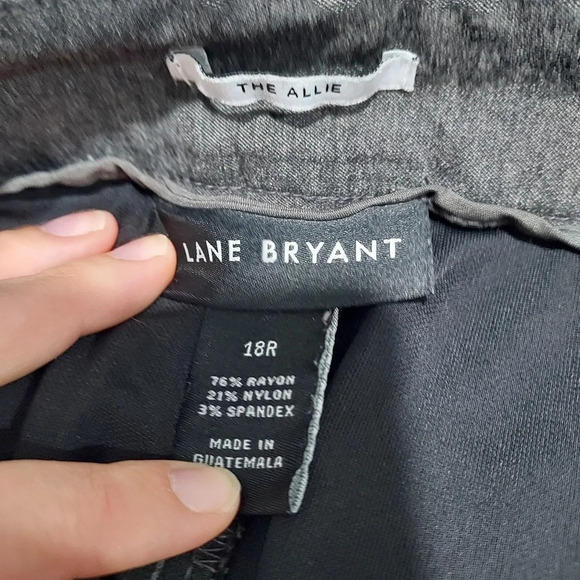 THE ALLIE
LANE BRYANT
18R
76% RAYON
21% NYLON
3% SPANDEX
MADE IN
GUATEMALA